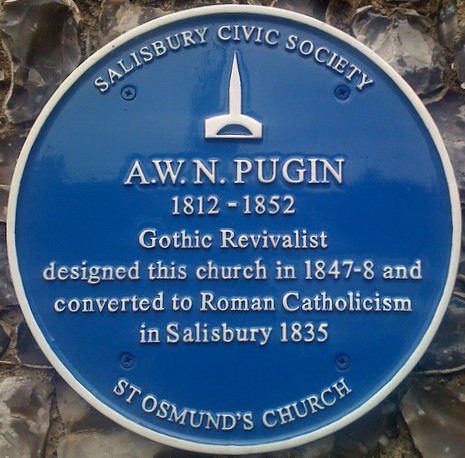 SALISBURY CIVIC SOCIETY
A.W.N. PUGIN
1812 - 1852
Gothic Revivalist
designed this church in 1847-8 and
converted to Roman Catholicism
in Salisbury 1835
ST OSMUND'S CHURCH